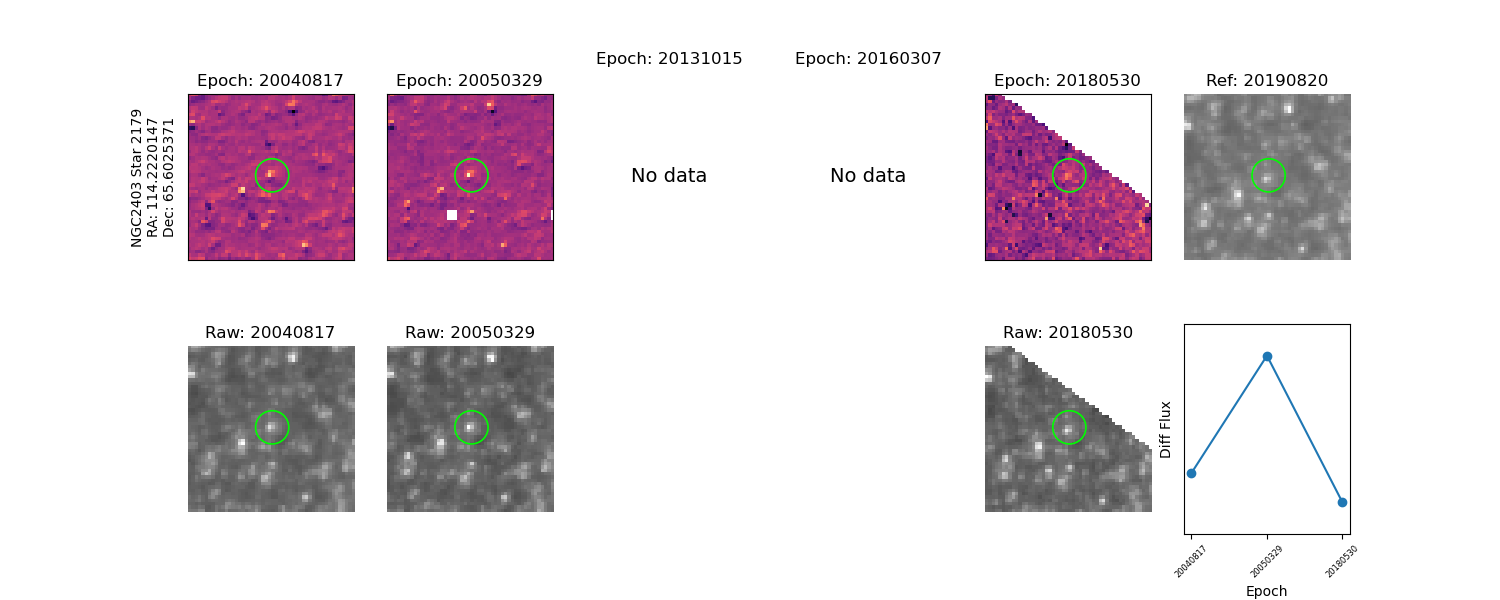 Epoch: 20131015
Epoch: 20160307
Epoch: 20040817
Epoch: 20050329
Epoch: 20180530
Ref: 20190820
NGC2403 Star 2179
RA: 114.2220147
Dec: 65.6025371
No data
No data
Raw: 20040817
Raw: 20050329
Raw: 20180530
Diff Flux
20040817
20050329
20180530
Epoch